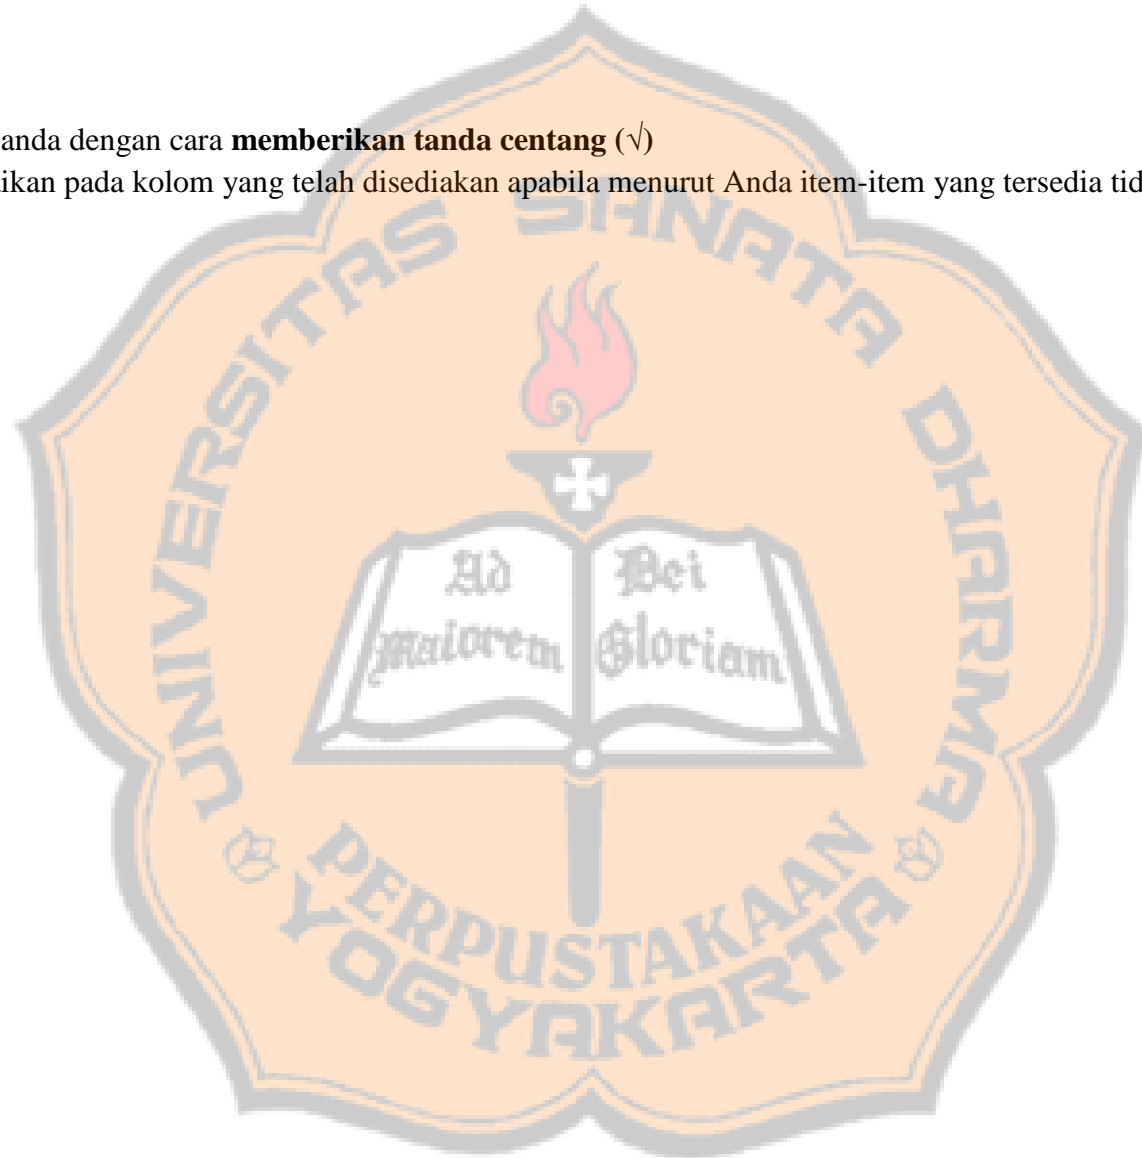 anda dengan cara memberikan tanda centang (√)
ikan pada kolom yang telah disediakan apabila menurut Anda item-item yang tersedia tid
UNIVERSITAS SANATA DHARMA
Ad Dei
maiorem Gloriam
PERPUSTAKAAN
YOGYAKARTA